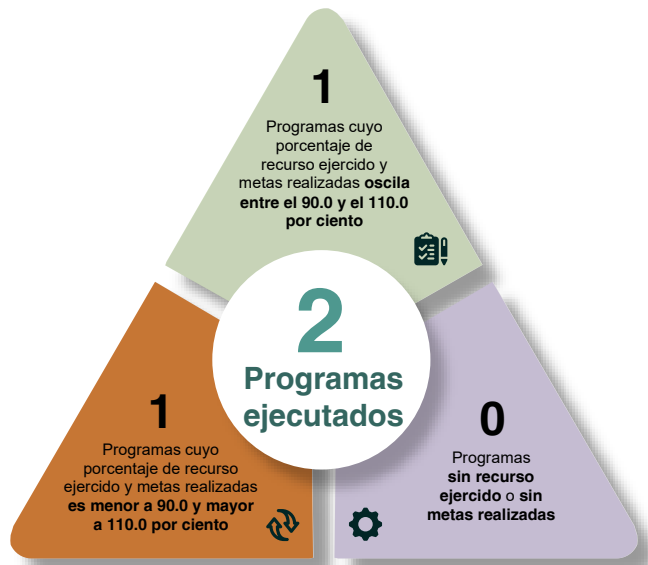 1
Programas cuyo
porcentaje de
recurso ejercido y
metas realizadas oscila
entre el 90.0 y el 110.0
por ciento
2
Programas
ejecutados
1
Programas cuyo
porcentaje de recurso
ejercido y metas realizadas
es menor a 90.0 y mayor
a 110.0 por ciento
0
Programas
sin recurso
ejercido o sin
metas realizadas